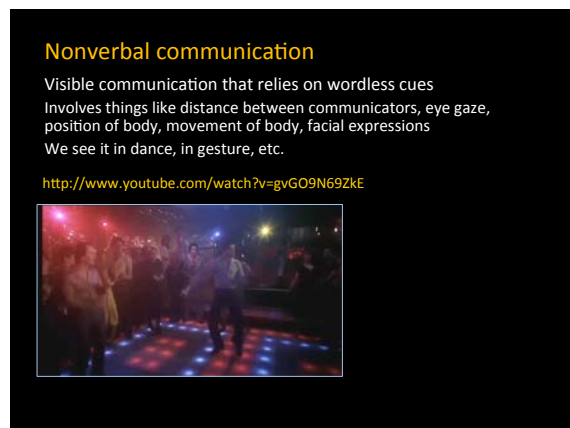 Nonverbal communication
Visible communication that relies on wordless cues
Involves things like distance between communicators, eye gaze,
position of body, movement of body, facial expressions
We see it in dance, in gesture, etc.
http://www.youtube.com/watch?v=gvGO9N69ZkE